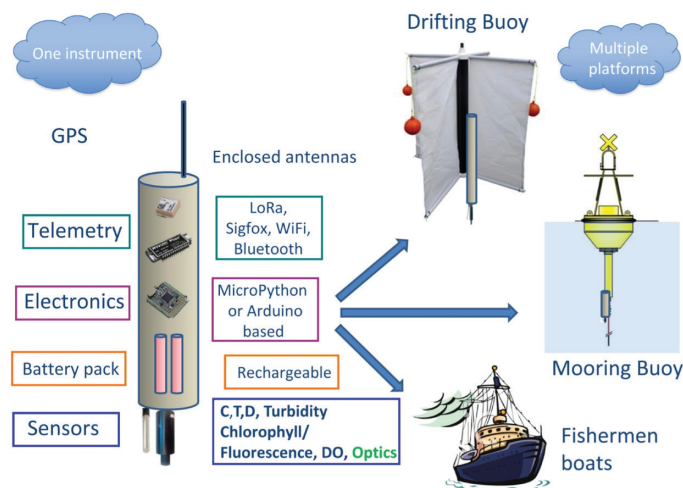 One instrument
Drifting Buoy
Multiple
platforms
GPS
Enclosed antennas
Telemetry
LoRa,
Sigfox, WiFi,
Bluetooth
Electronics
MicroPython
or Arduino
based
Battery pack
Rechargeable
Mooring Buoy
Sensors
C,T,D, Turbidity
Chlorophyll/
Fluorescence, DO, Optics
Fishermen
boats